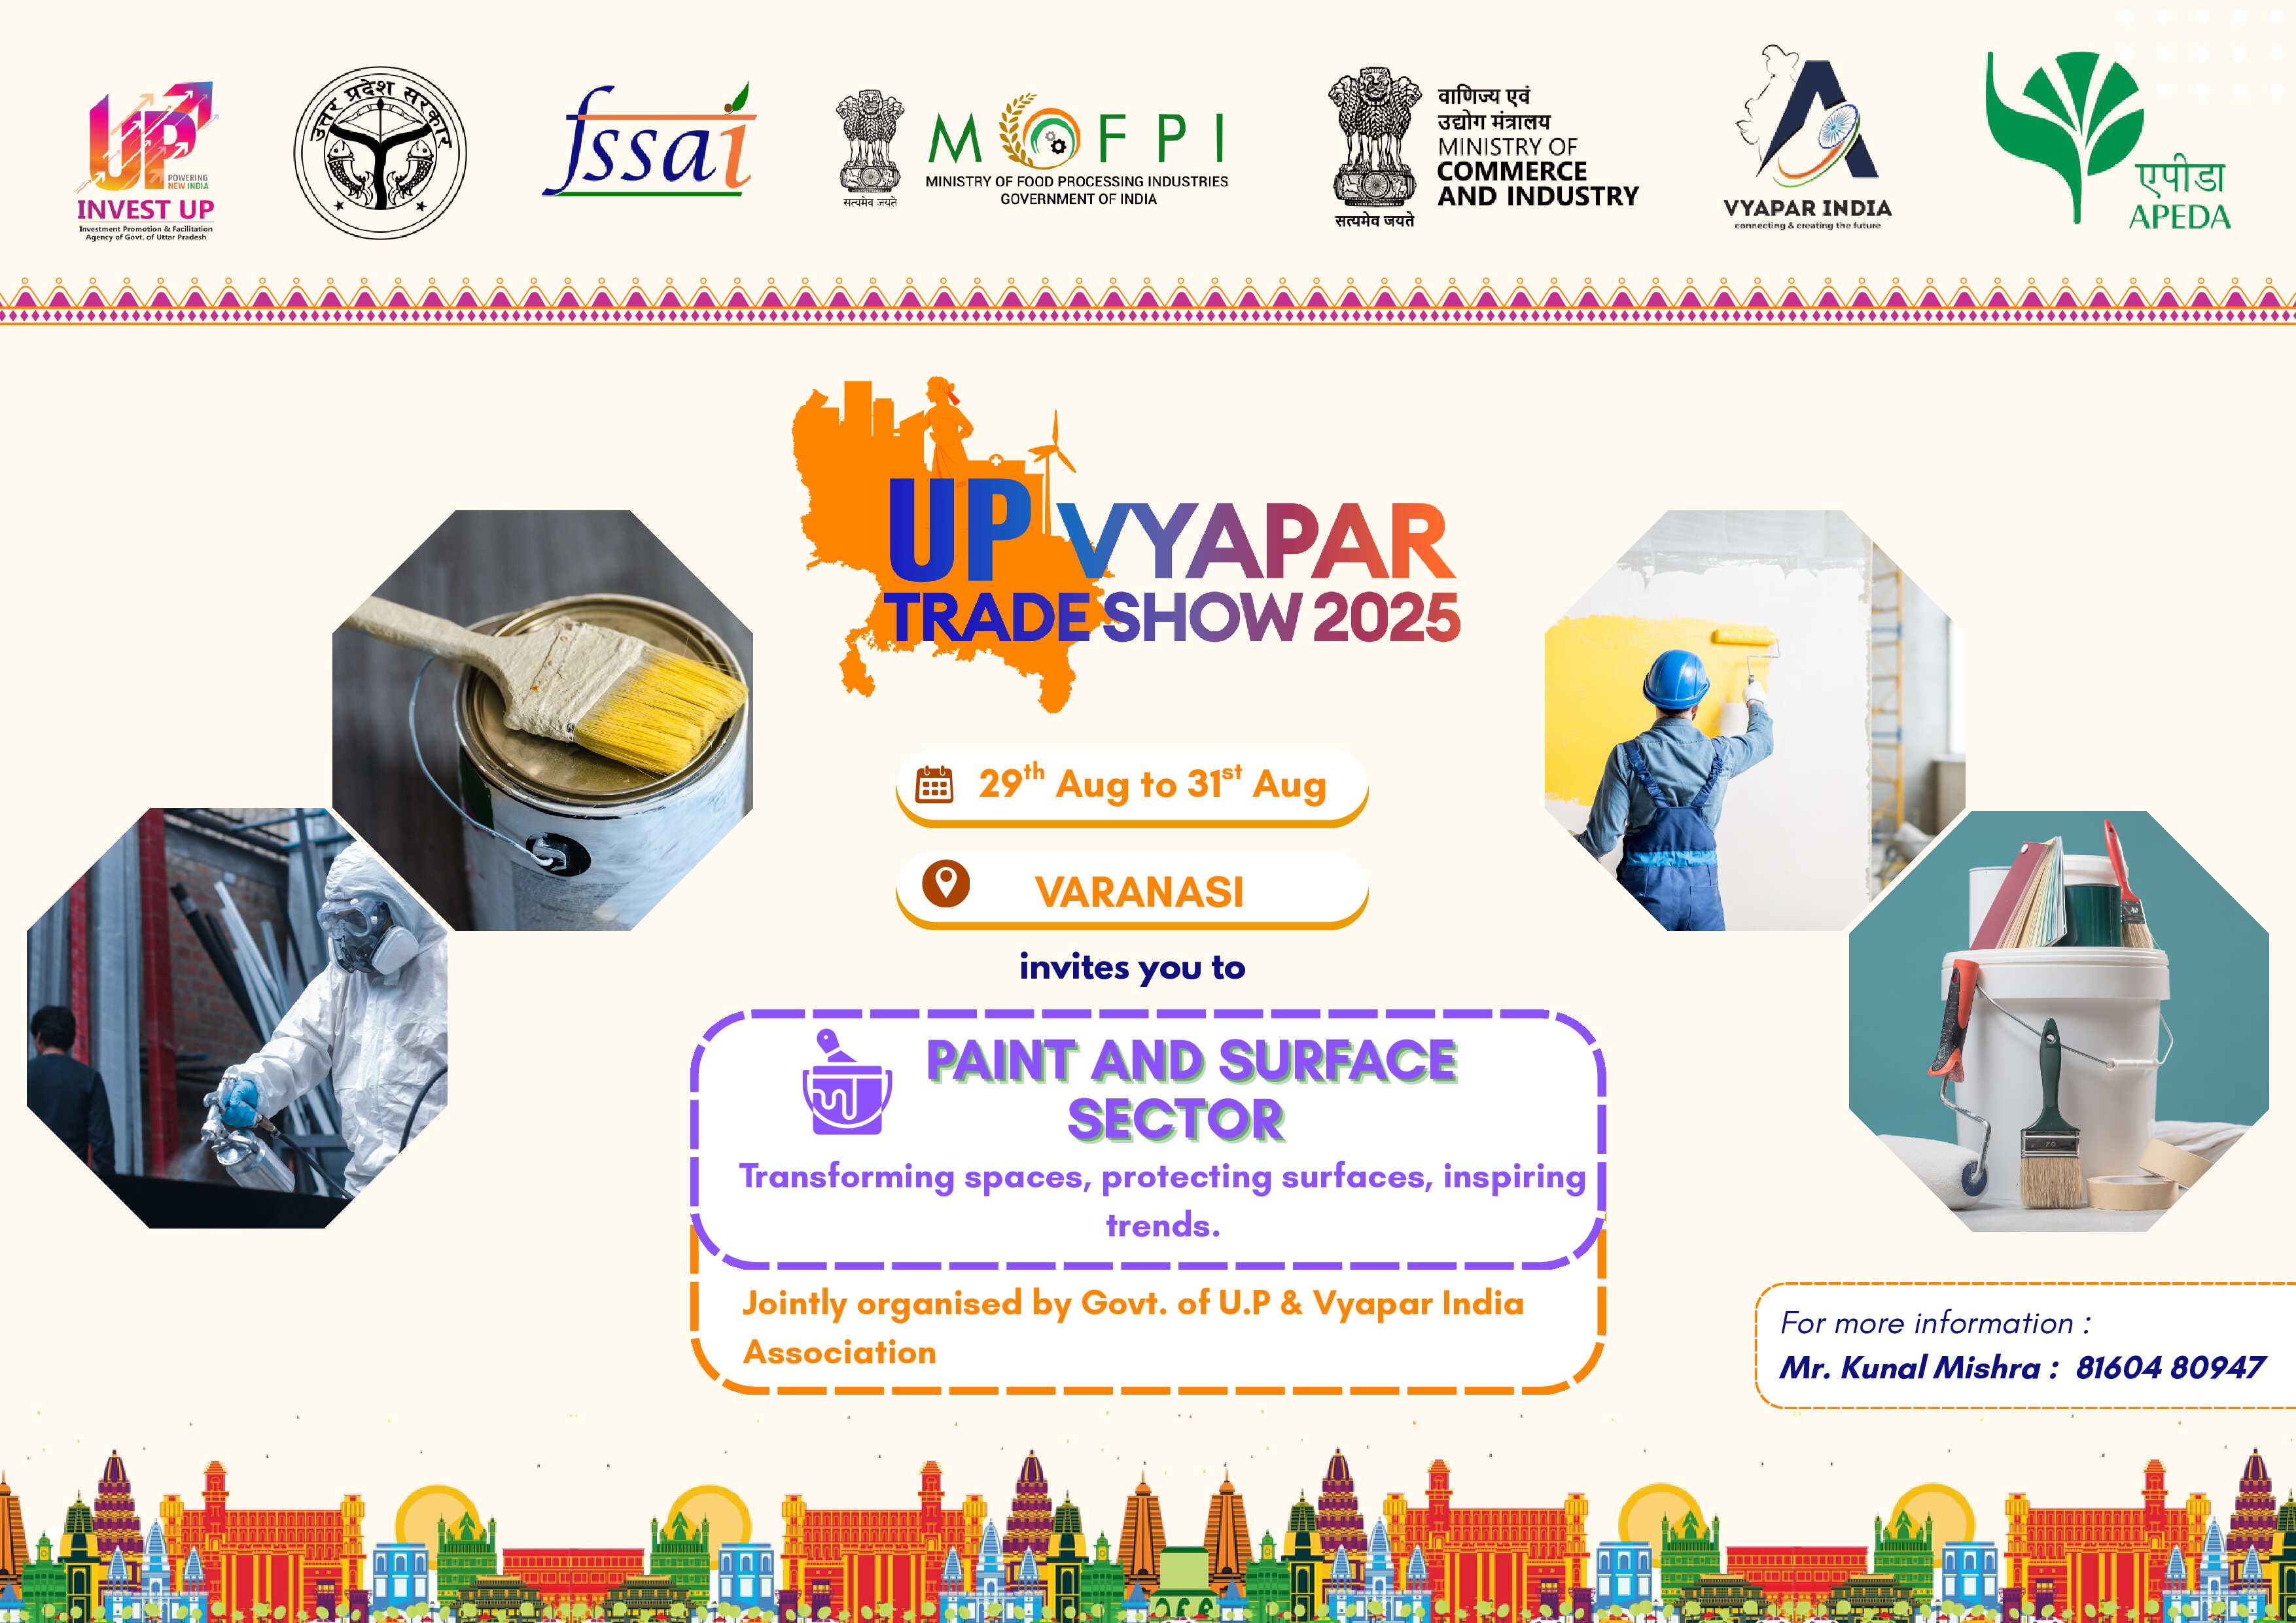 UP
POWERING
NEW INDIA
INVEST UP
Investment Promotion & Facilitation
Agency of Govt. of Uttar Pradesh
उत्तर प्रदेश सरकार
fssai
सत्यमेव जयते
MOFPI
MINISTRY OF FOOD PROCESSING INDUSTRIES
GOVERNMENT OF INDIA
सत्यमेव जयते
वाणिज्य एवं
उद्योग मंत्रालय
MINISTRY OF
COMMERCE
AND INDUSTRY
VYAPAR INDIA
connecting & creating the future
एपीडा
APEDA
UP VYAPAR
TRADE SHOW 2025
29th Aug to 31st Aug
VARANASI
invites you to
PAINT AND SURFACE
SECTOR
Transforming spaces, protecting surfaces, inspiring
trends.
Jointly organised by Govt. of U.P & Vyapar India
Association
For more information :
Mr. Kunal Mishra : 81604 80947